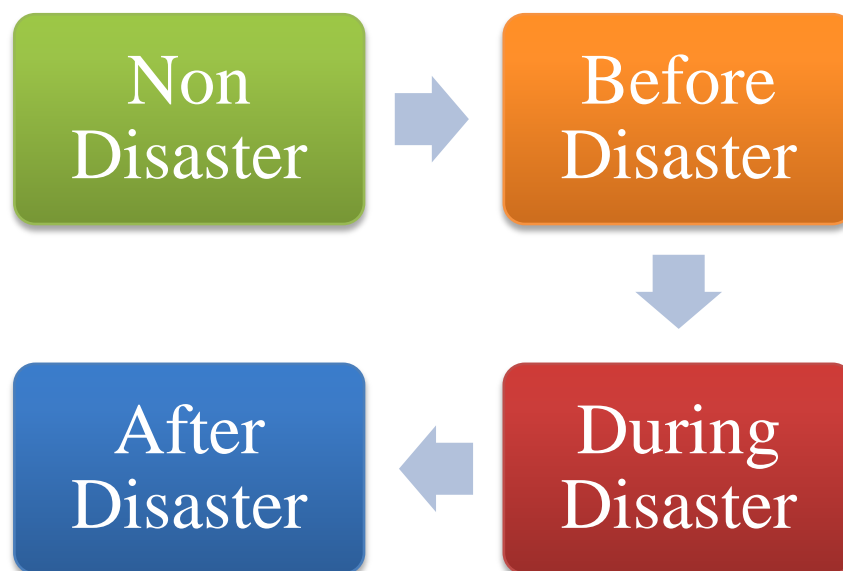 Non
Disaster
Before
Disaster
During
Disaster
After
Disaster